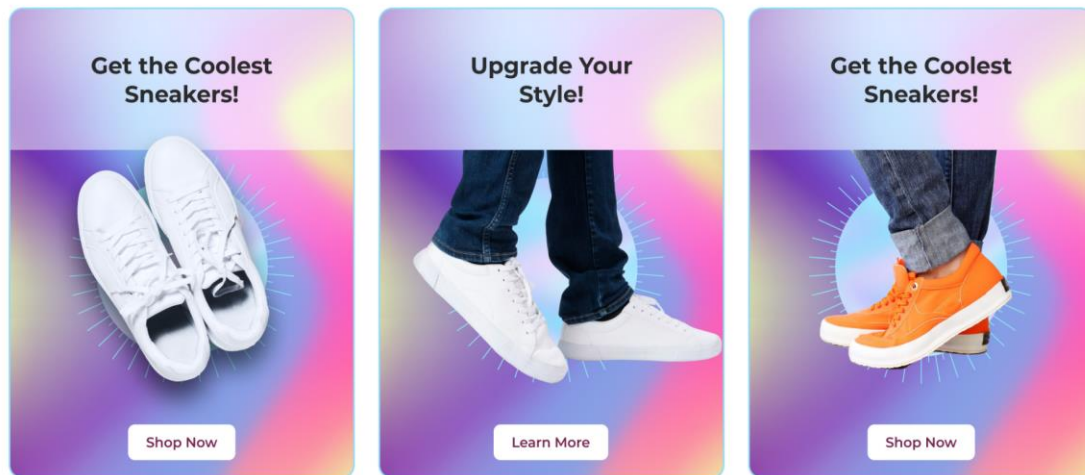 Get the Coolest
Sneakers!
Shop Now
Upgrade Your
Style!
Learn More
Get the Coolest
Sneakers!
Shop Now